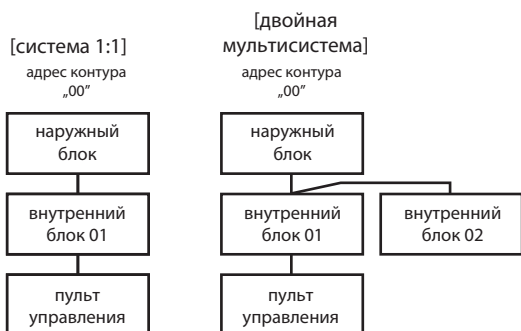 [система 1:1]
адрес контура
„00”
наружный
блок
внутренний
блок 01
пульт
управления
[двойная
мультисистема]
адрес контура
„00”
наружный
блок
внутренний
блок 01
внутренний
блок 02
пульт
управления